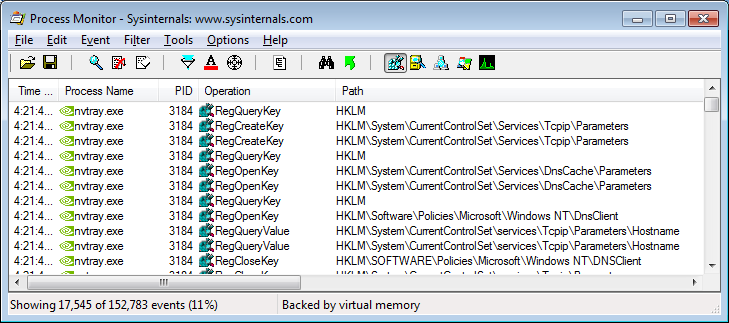 Process Monitor - Sysinternals: www.sysinternals.com
File Edit Event Filter Tools Options Help
Time ... Process Name PID Operation Path
4:21:4... nvtray.exe 3184 RegQueryKey HKLM
4:21:4... nvtray.exe 3184 RegCreateKey HKLM\System\CurrentControlSet\Services\Tcpip\Parameters
4:21:4... nvtray.exe 3184 RegCreateKey HKLM\System\CurrentControlSet\Services\Tcpip\Parameters
4:21:4... nvtray.exe 3184 RegQueryKey HKLM
4:21:4... nvtray.exe 3184 RegOpenKey HKLM\System\CurrentControlSet\Services\DnsCache\Parameters
4:21:4... nvtray.exe 3184 RegOpenKey HKLM\System\CurrentControlSet\Services\DnsCache\Parameters
4:21:4... nvtray.exe 3184 RegQueryKey HKLM
4:21:4... nvtray.exe 3184 RegOpenKey HKLM\Software\Policies\Microsoft\Windows NT\DnsClient
4:21:4... nvtray.exe 3184 RegQueryValue HKLM\System\CurrentControlSet\services\Tcpip\Parameters\Hostname
4:21:4... nvtray.exe 3184 RegQueryValue HKLM\System\CurrentControlSet\services\Tcpip\Parameters\Hostname
4:21:4... nvtray.exe 3184 RegCloseKey HKLM\SOFTWARE\Policies\Microsoft\Windows NT\DNSClient
Showing 17,545 of 152,783 events (11%) Backed by virtual memory